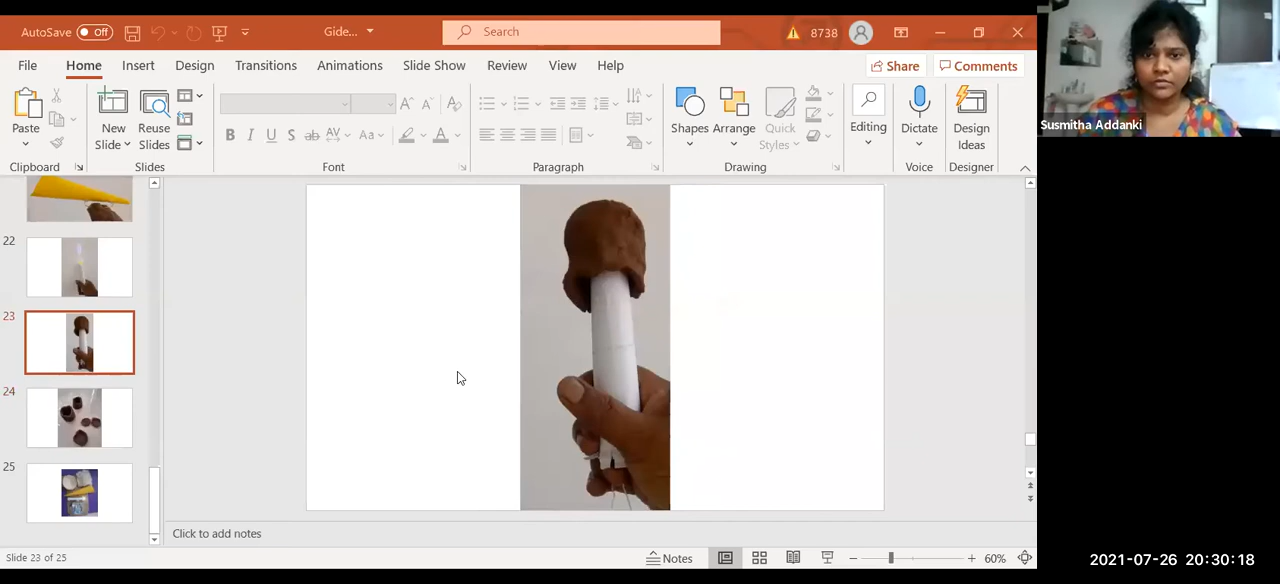 AutoSave Off Gide... Search 8738
File Home Insert Design Transitions Animations Slide Show Review View Help Share Comments
Susmitha Addanki
Paste New Slide Reuse Slides B I U S ab AV Aa A A A Shapes Arrange Quick Styles Editing Dictate Design Ideas
Clipboard Slides Font Paragraph Drawing Voice Designer
22
23
24
25
Click to add notes
Slide 23 of 25 Notes 60%
2021-07-26 20:30:18